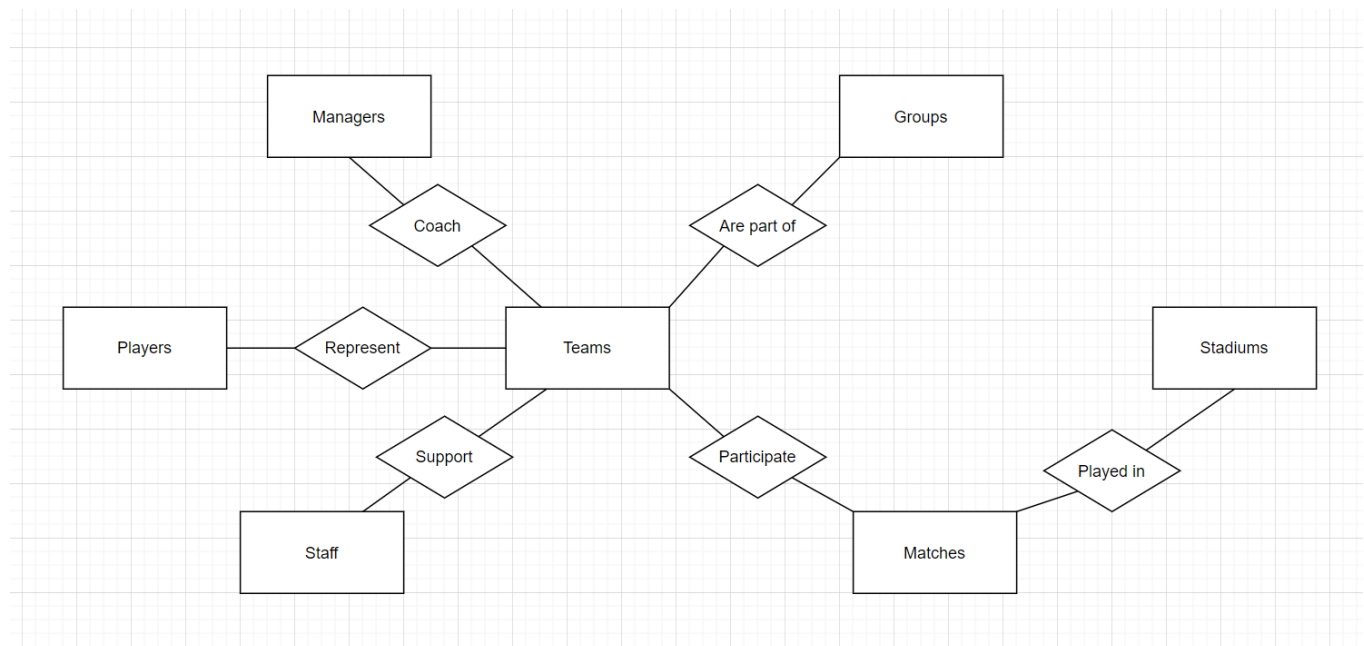 Managers
Groups
Coach
Are part of
Players
Represent
Teams
Stadiums
Support
Participate
Played in
Staff
Matches